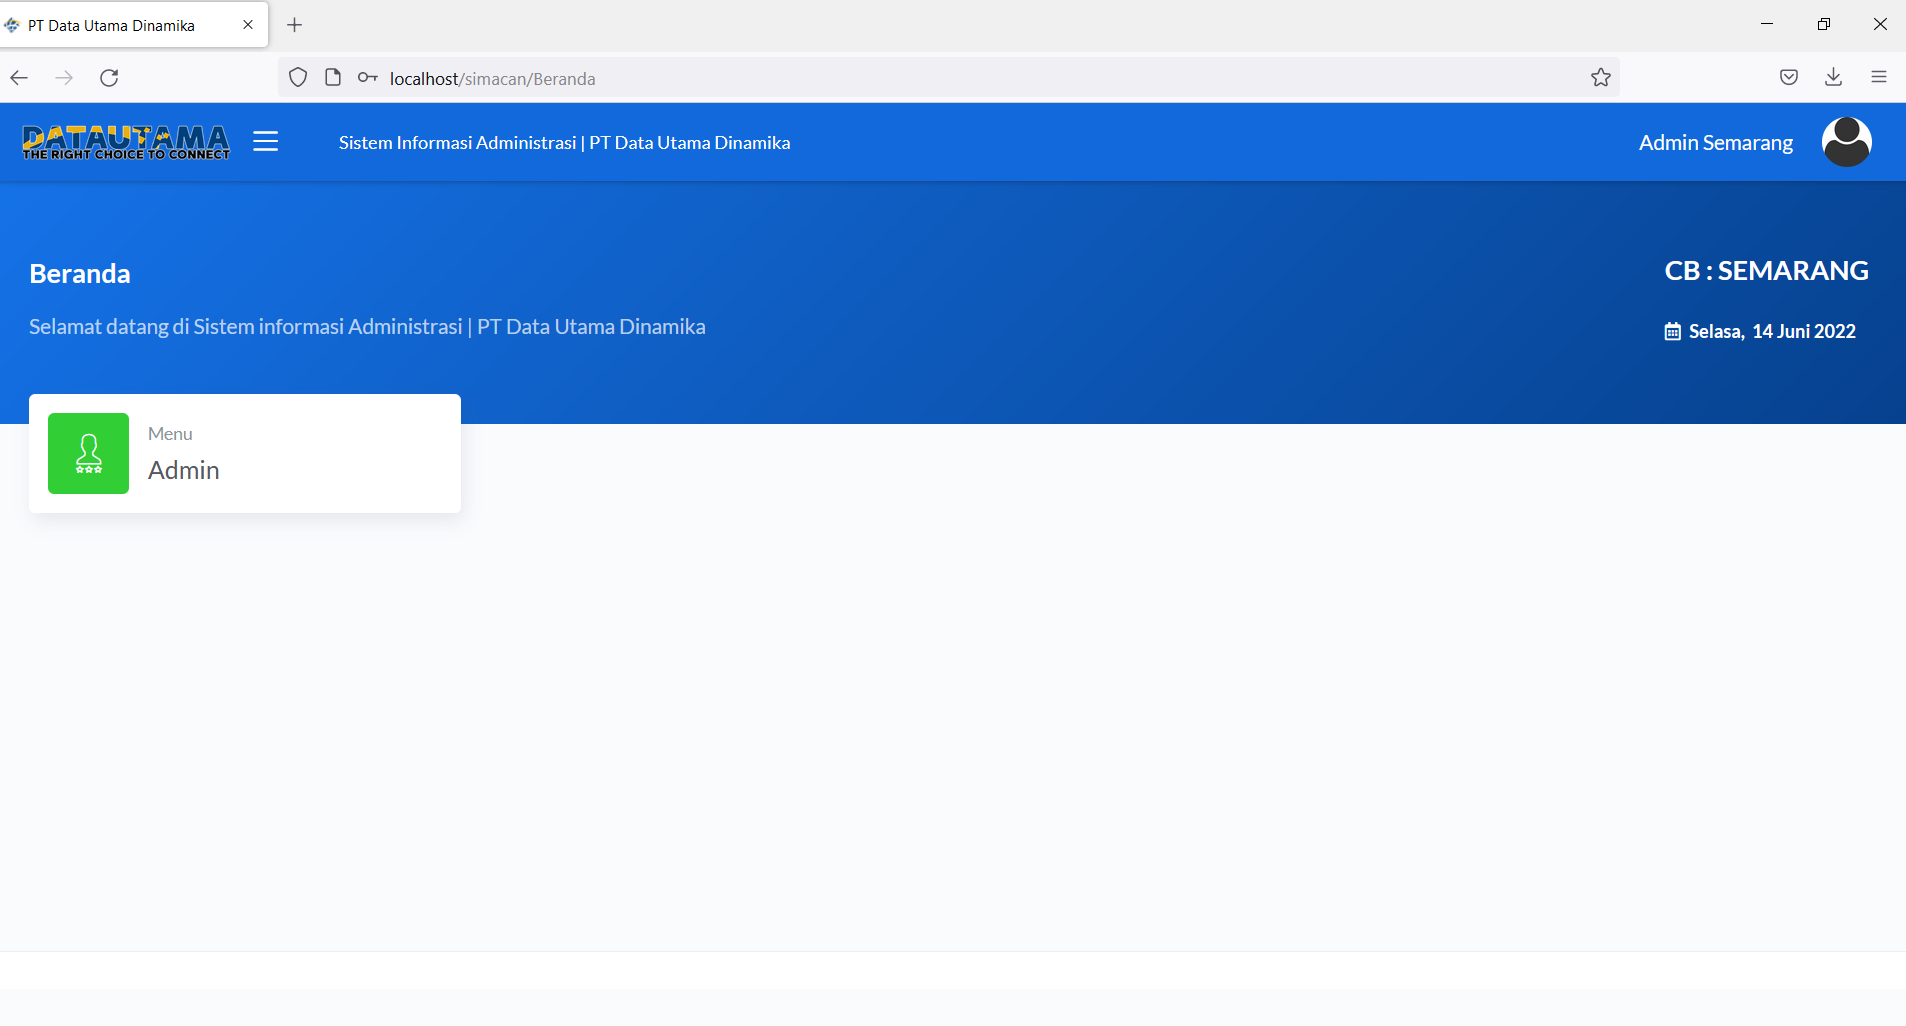 PT Data Utama Dinamika
localhost/simacan/Beranda
DATAUTAMA
THE RIGHT CHOICE TO CONNECT
Sistem Informasi Administrasi | PT Data Utama Dinamika
Admin Semarang
Beranda
CB : SEMARANG
Selamat datang di Sistem informasi Administrasi | PT Data Utama Dinamika
Selasa, 14 Juni 2022
Menu
Admin